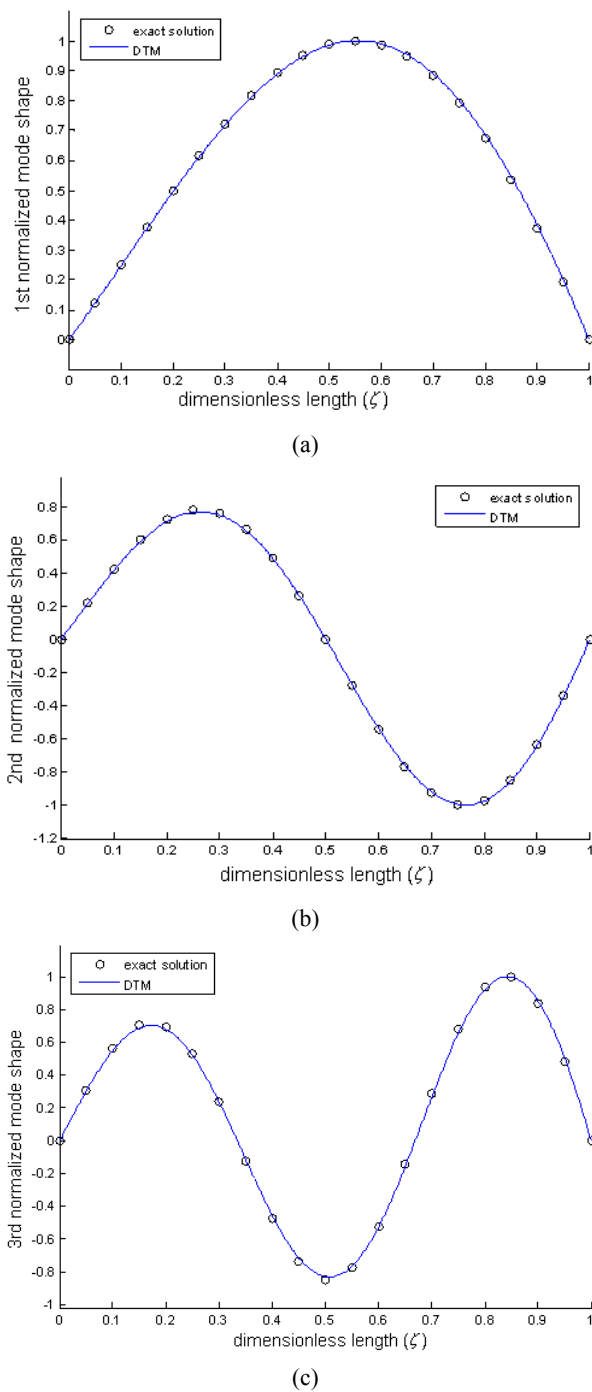 exact solution
DTM
1
0.9
0.8
0.7
0.6
0.5
0.4
0.3
0.2
0.1
0
1st normalized mode shape
0 0.1 0.2 0.3 0.4 0.5 0.6 0.7 0.8 0.9 1
dimensionless length (ζ)
(a)
exact solution
DTM
0.8
0.6
0.4
0.2
0
-0.2
-0.4
-0.6
-0.8
-1
-1.2
2nd normalized mode shape
0 0.1 0.2 0.3 0.4 0.5 0.6 0.7 0.8 0.9 1
dimensionless length (ζ)
(b)
exact solution
DTM
1
0.8
0.6
0.4
0.2
0
-0.2
-0.4
-0.6
-0.8
-1
3rd normalized mode shape
0 0.1 0.2 0.3 0.4 0.5 0.6 0.7 0.8 0.9 1
dimensionless length (ζ)
(c)